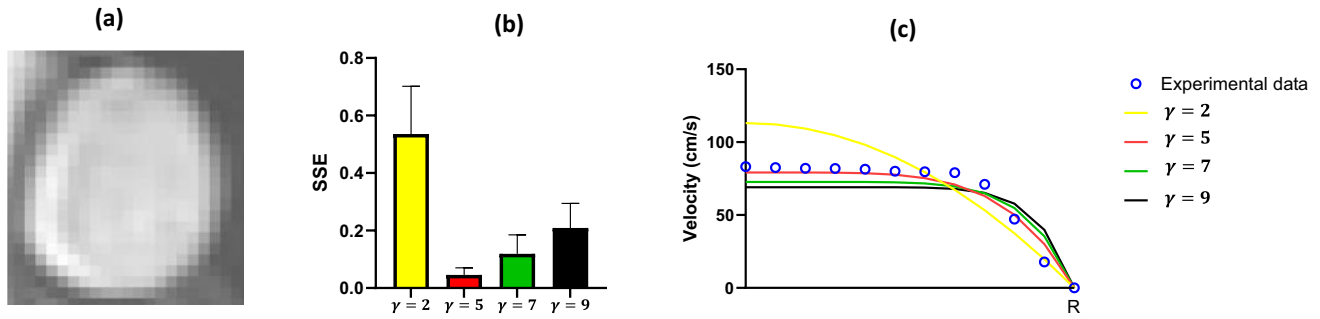 (a)
(b)
(c)
0.8
0.6
0.4
0.2
0.0
SSE
γ = 2
γ = 5
γ = 7
γ = 9
150
100
50
0
Velocity (cm/s)
R
Experimental data
γ = 2
γ = 5
γ = 7
γ = 9